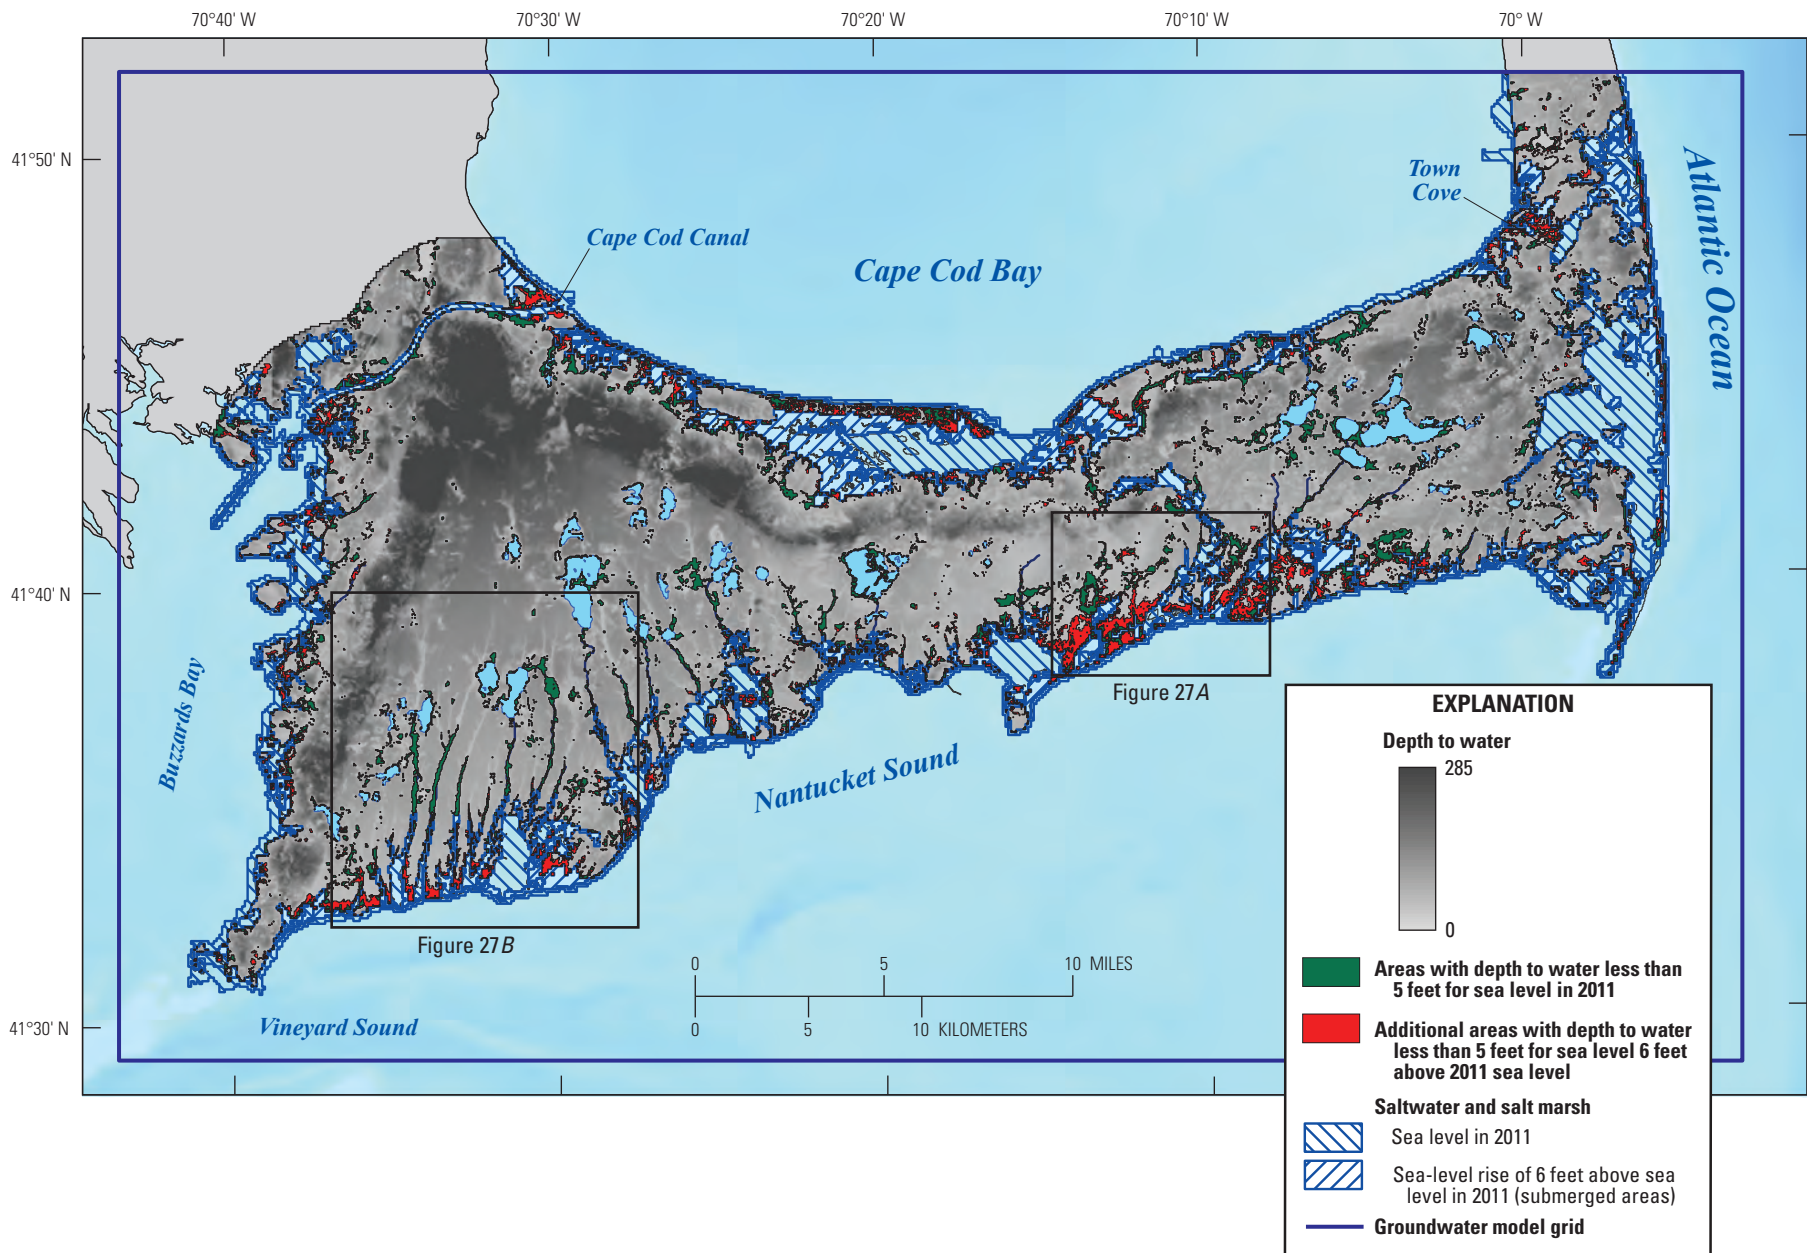 70°40' W
70°30' W
70°20' W
70°10' W
70° W
41°50' N
41°40' N
41°30' N
Town
Cove
Atlantic Ocean
Cape Cod Canal
Cape Cod Bay
Buzzards Bay
Nantucket Sound
Vineyard Sound
Figure 27A
Figure 27B
0 5 10 MILES
0 5 10 KILOMETERS
EXPLANATION
Depth to water
285
0
Areas with depth to water less than
5 feet for sea level in 2011
Additional areas with depth to water
less than 5 feet for sea level 6 feet
above 2011 sea level
Saltwater and salt marsh
Sea level in 2011
Sea-level rise of 6 feet above sea
level in 2011 (submerged areas)
Groundwater model grid